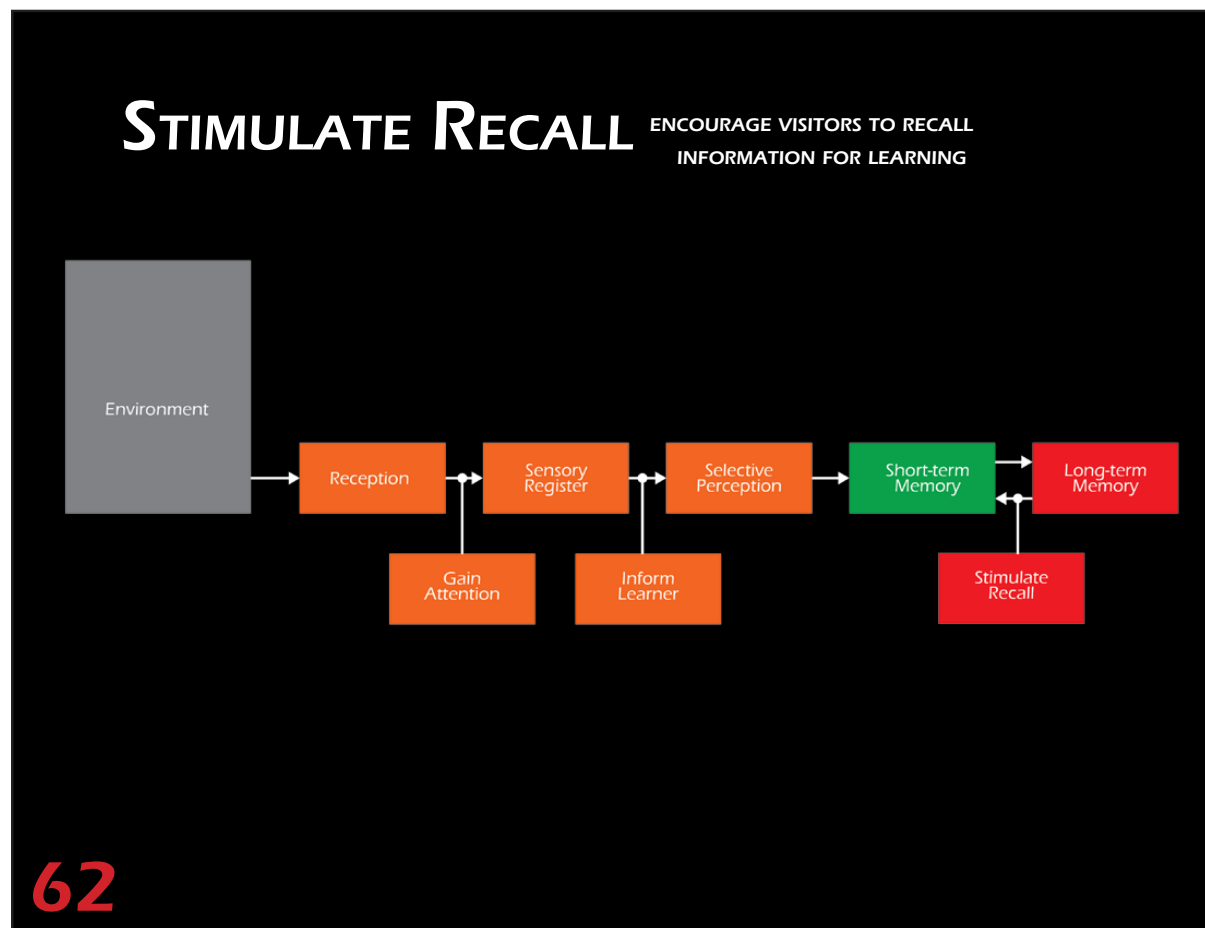 STIMULATE RECALL
ENCOURAGE VISITORS TO RECALL
INFORMATION FOR LEARNING
Environment
Reception
Sensory
Register
Selective
Perception
Short-term
Memory
Long-term
Memory
Gain
Attention
Inform
Learner
Stimulate
Recall
62